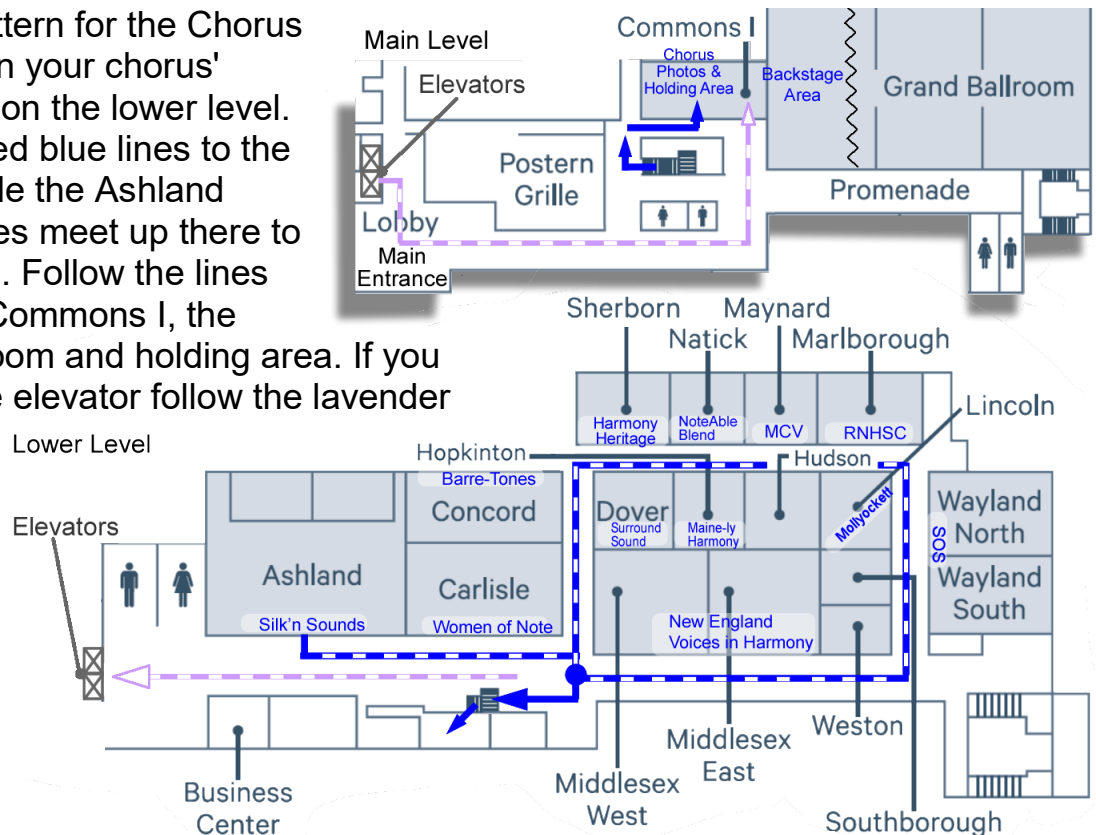 ttern for the Chorus
n your chorus'
on the lower level.
ed blue lines to the
de the Ashland
es meet up there to
. Follow the lines
Commons I, the
oom and holding area. If you
e elevator follow the lavender
Main Level
Elevators
Lobby
Main
Entrance
Postern
Grille
Commons I
Chorus
Photos &
Holding Area
Backstage
Area
Grand Ballroom
Promenade
Lower Level
Elevators
Sherborn
Natick
Maynard
Marlborough
Lincoln
Harmony
Heritage
NoteAble
Blend
MCV
RNHSC
Hopkinton
Hudson
Barre-Tones
Concord
Dover
Surround
Sound
Maine-ly
Harmony
Mollyockett
SOS
Wayland
North
Wayland
South
Ashland
Carlisle
Silk'n Sounds
Women of Note
New England
Voices in Harmony
Weston
Middlesex
East
Middlesex
West
Southborough
Business
Center